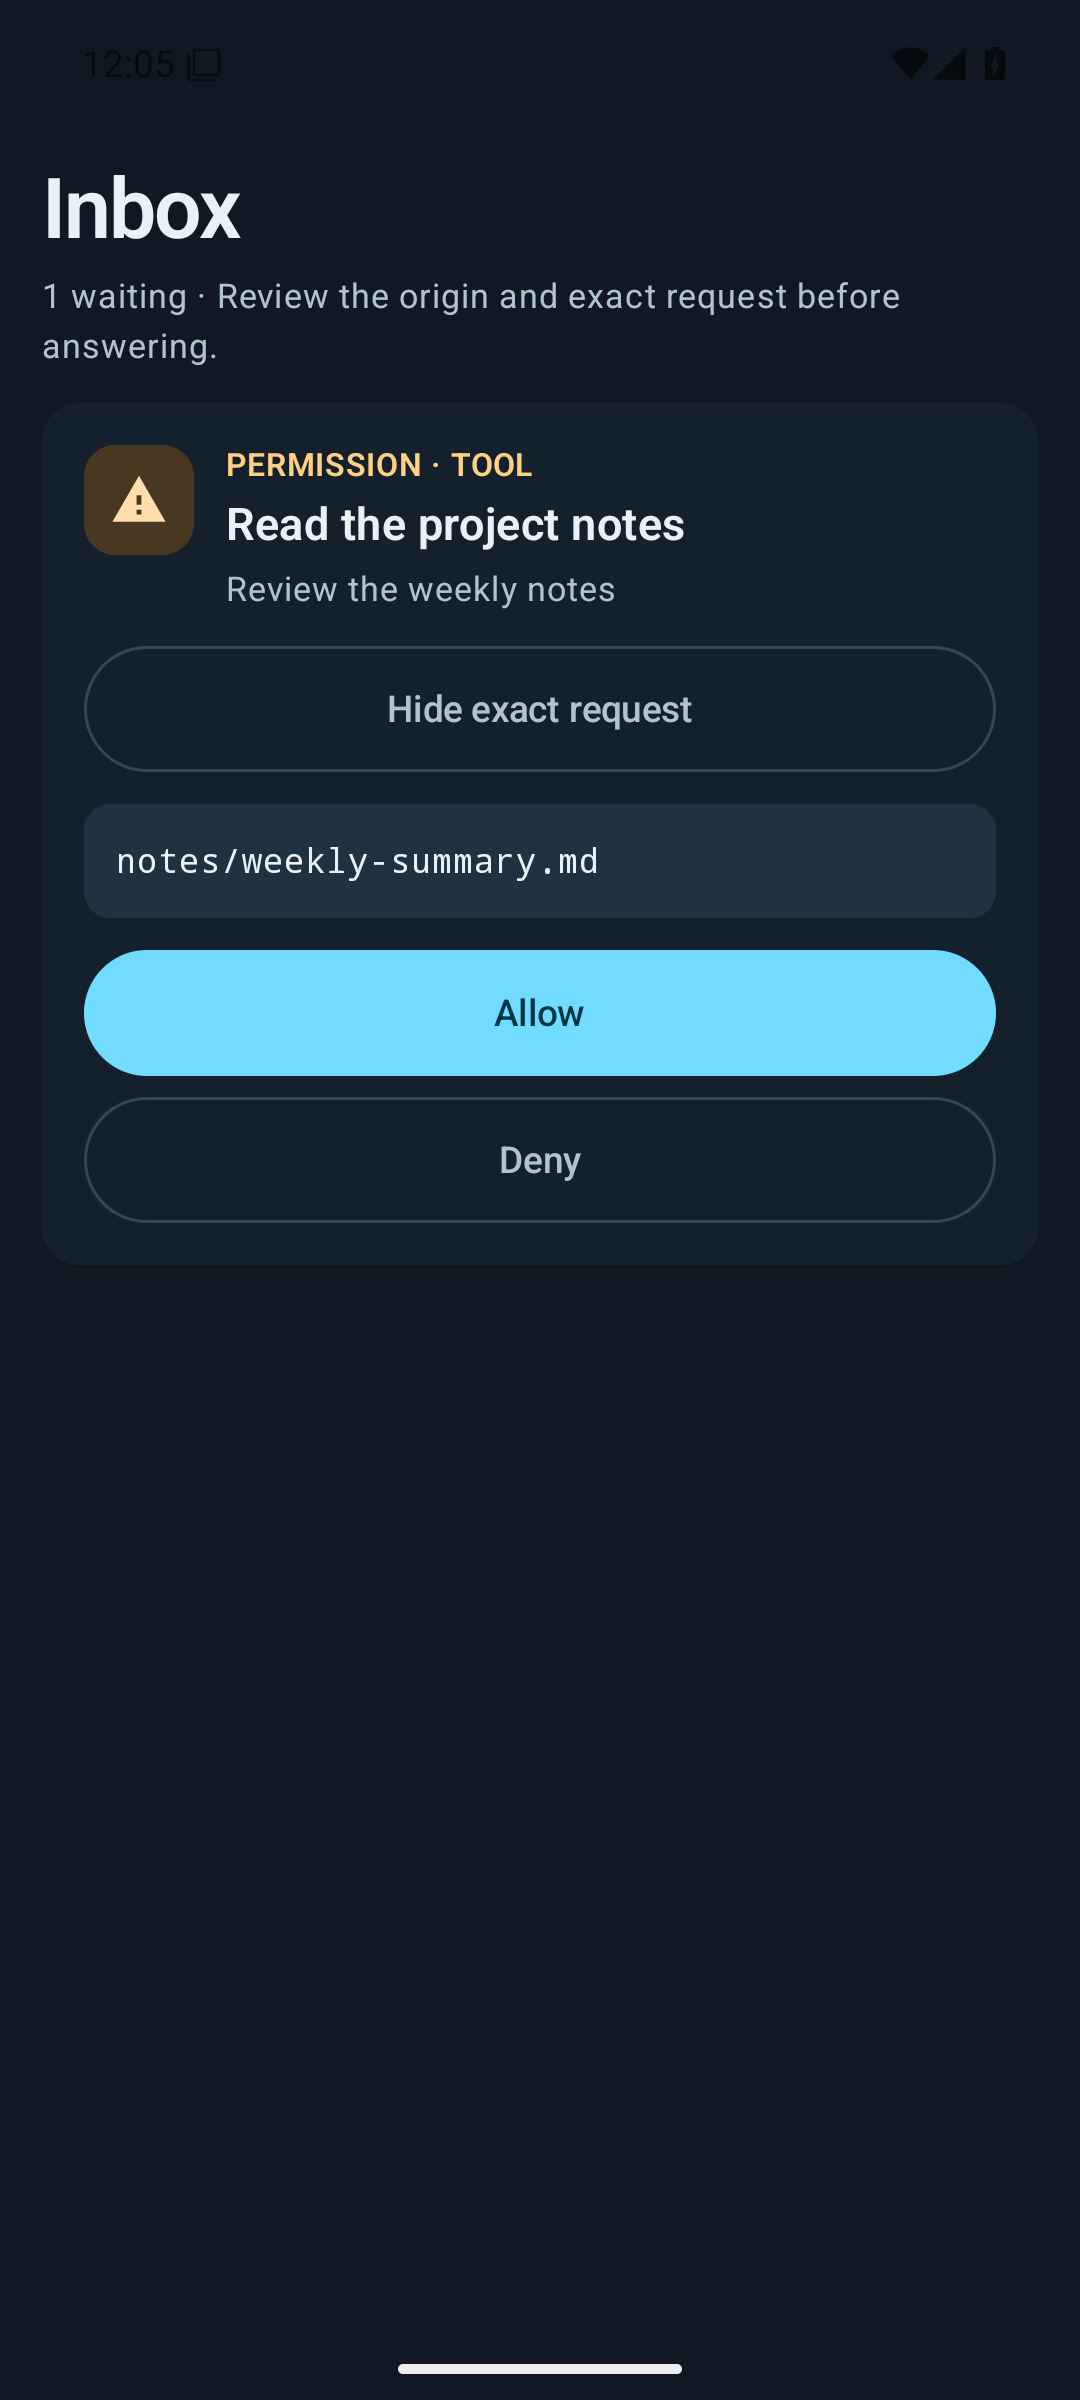 12:05
Inbox
1 waiting · Review the origin and exact request before
answering.
PERMISSION · TOOL
Read the project notes
Review the weekly notes
Hide exact request
notes/weekly-summary.md
Allow
Deny